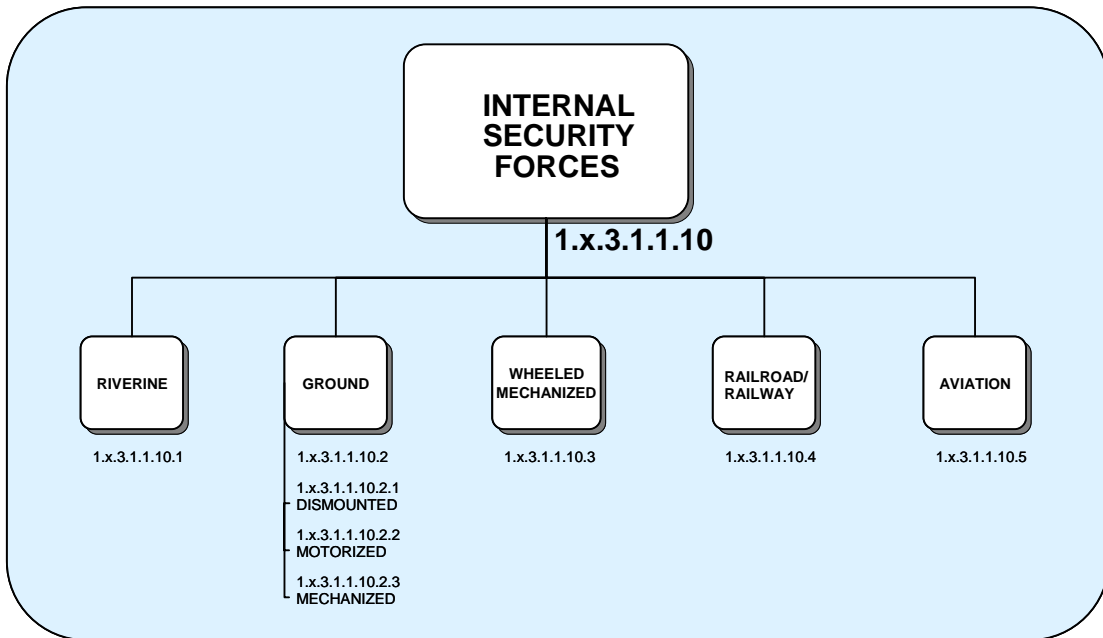 INTERNAL
SECURITY
FORCES
1.x.3.1.1.10
RIVERINE
1.x.3.1.1.10.1
GROUND
1.x.3.1.1.10.2
1.x.3.1.1.10.2.1
DISMOUNTED
1.x.3.1.1.10.2.2
MOTORIZED
1.x.3.1.1.10.2.3
MECHANIZED
WHEELED
MECHANIZED
1.x.3.1.1.10.3
RAILROAD/
RAILWAY
1.x.3.1.1.10.4
AVIATION
1.x.3.1.1.10.5